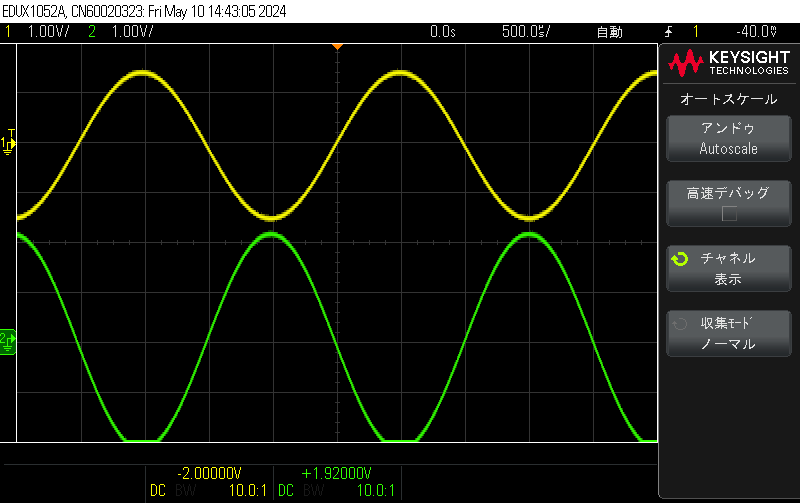 EDUX1052A, CN60020323: Fri May 10 14:43:05 2024
1 1.00V/ 2 1.00V/ 0.0s 500.0µs/ 自動 1 -40.0mV
KEYSIGHT
TECHNOLOGIES
オートスケール
アンドゥ
Autoscale
高速デバッグ
チャネル
表示
収集モード
ノーマル
T
1
2
-2.00000V +1.92000V
DC BW 10.0:1 DC BW 10.0:1